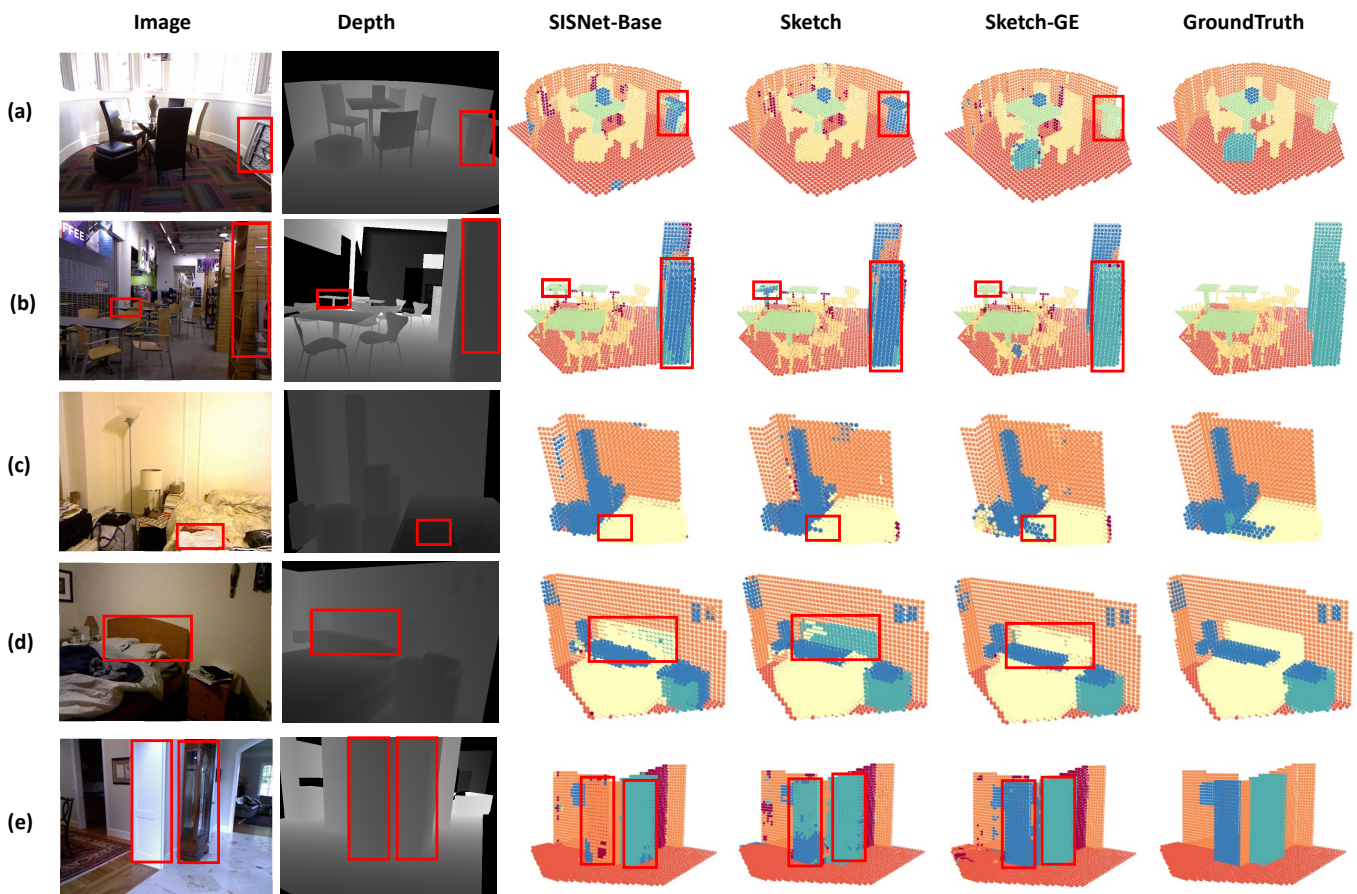 Image Depth SISNet-Base Sketch Sketch-GE GroundTruth
(a)
(b)
FFEE
(c)
(d)
(e)